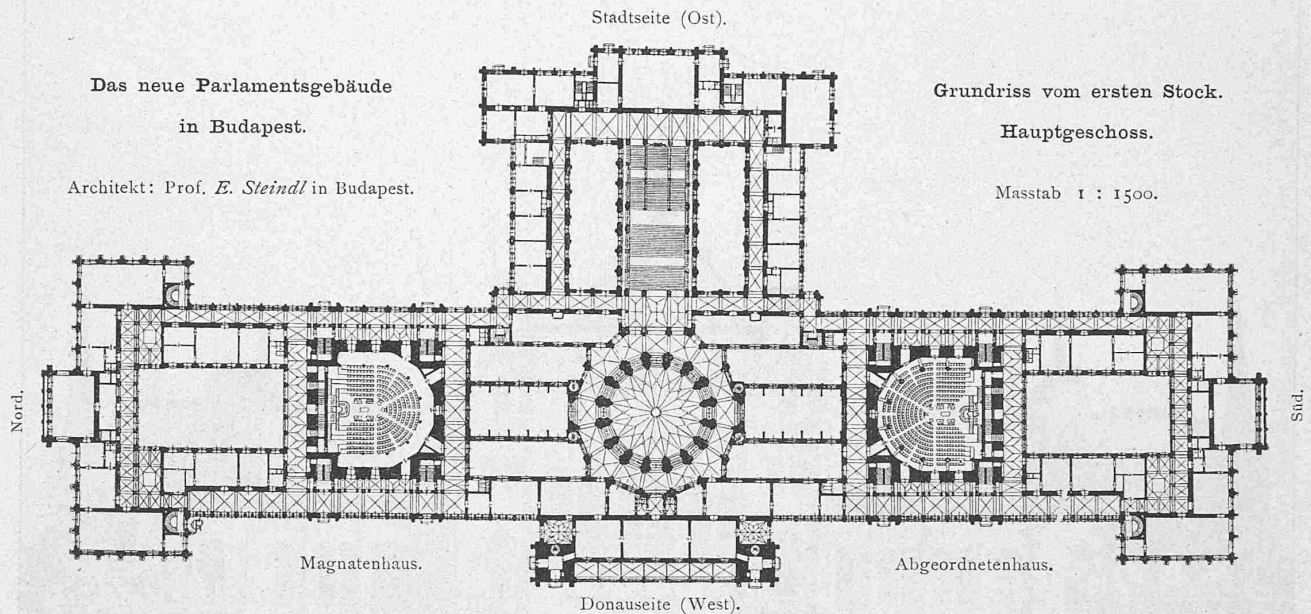 Stadtseite (Ost).
Das neue Parlamentsgebäude
in Budapest.
Architekt: Prof. E. Steindl in Budapest.
Grundriss vom ersten Stock.
Hauptgeschoss.
Masstab 1 : 1500.
Nord.
Süd.
Magnatenhaus.
Abgeordnetenhaus.
Donauseite (West).